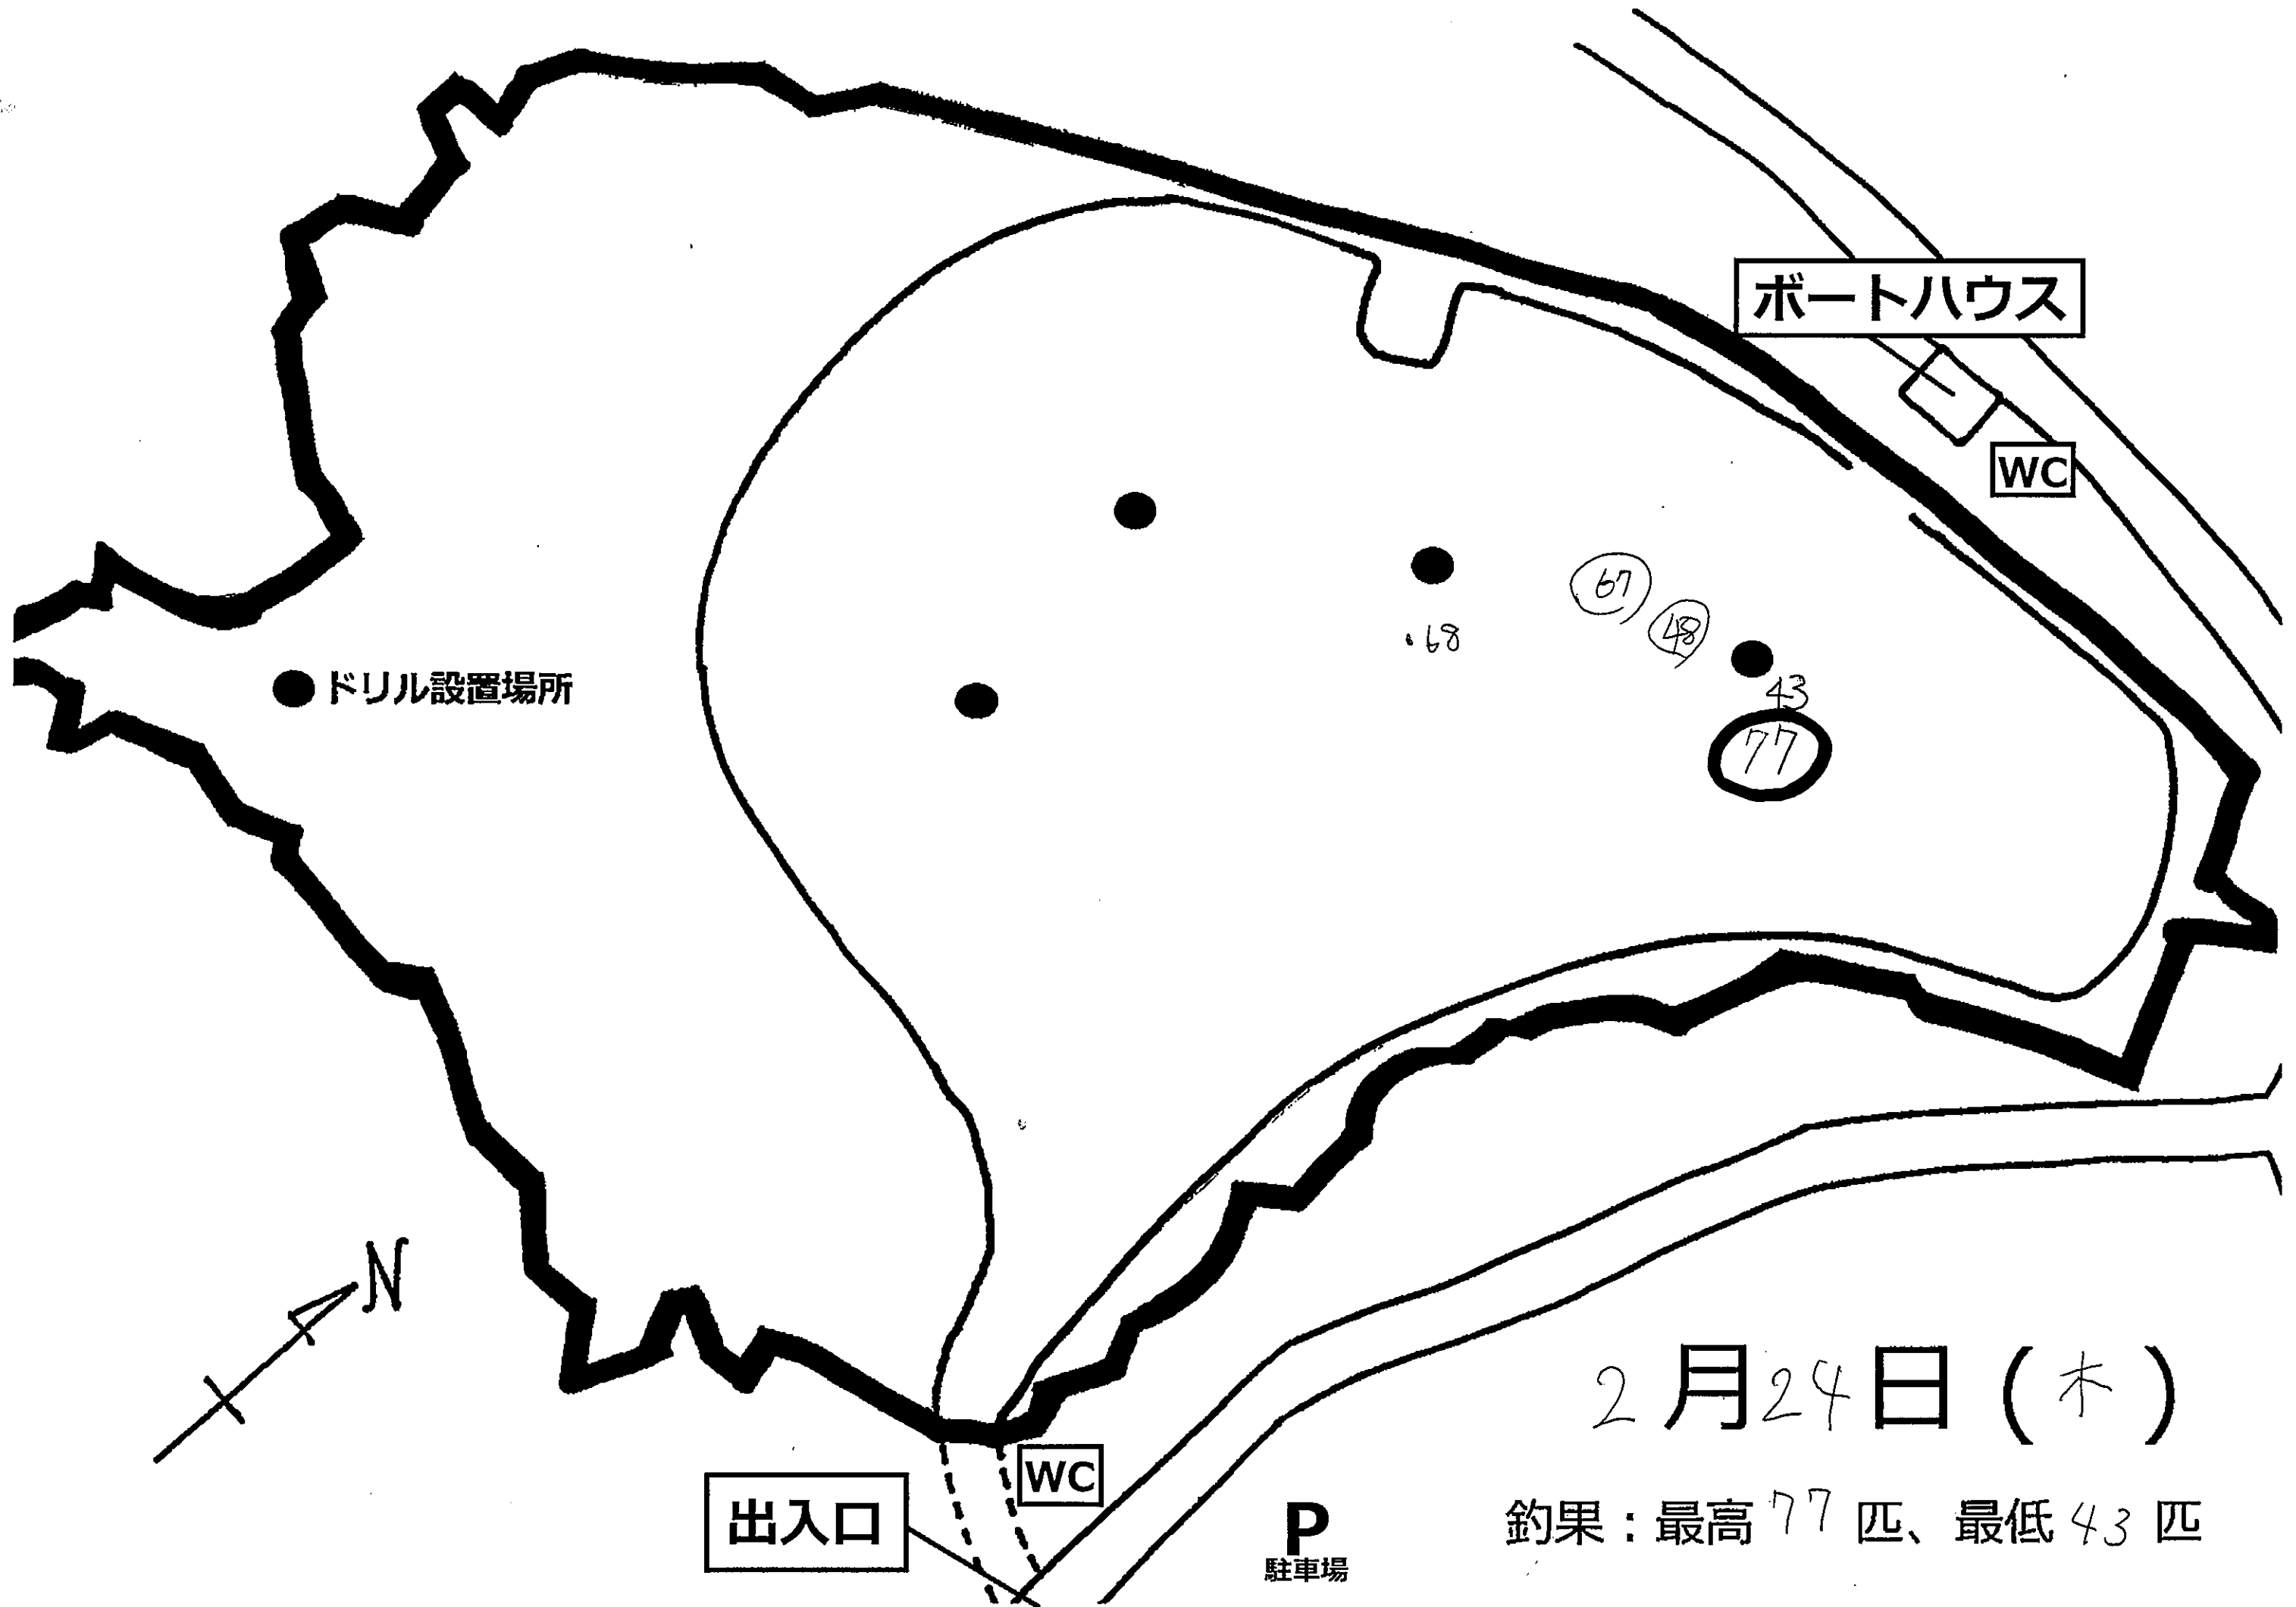 ボートハウス
WC
67
48
・68
ドリル設置場所
43
77
N
2月24日(木)
WC
出入口
P
駐車場
釣果:最高77匹、最低43匹